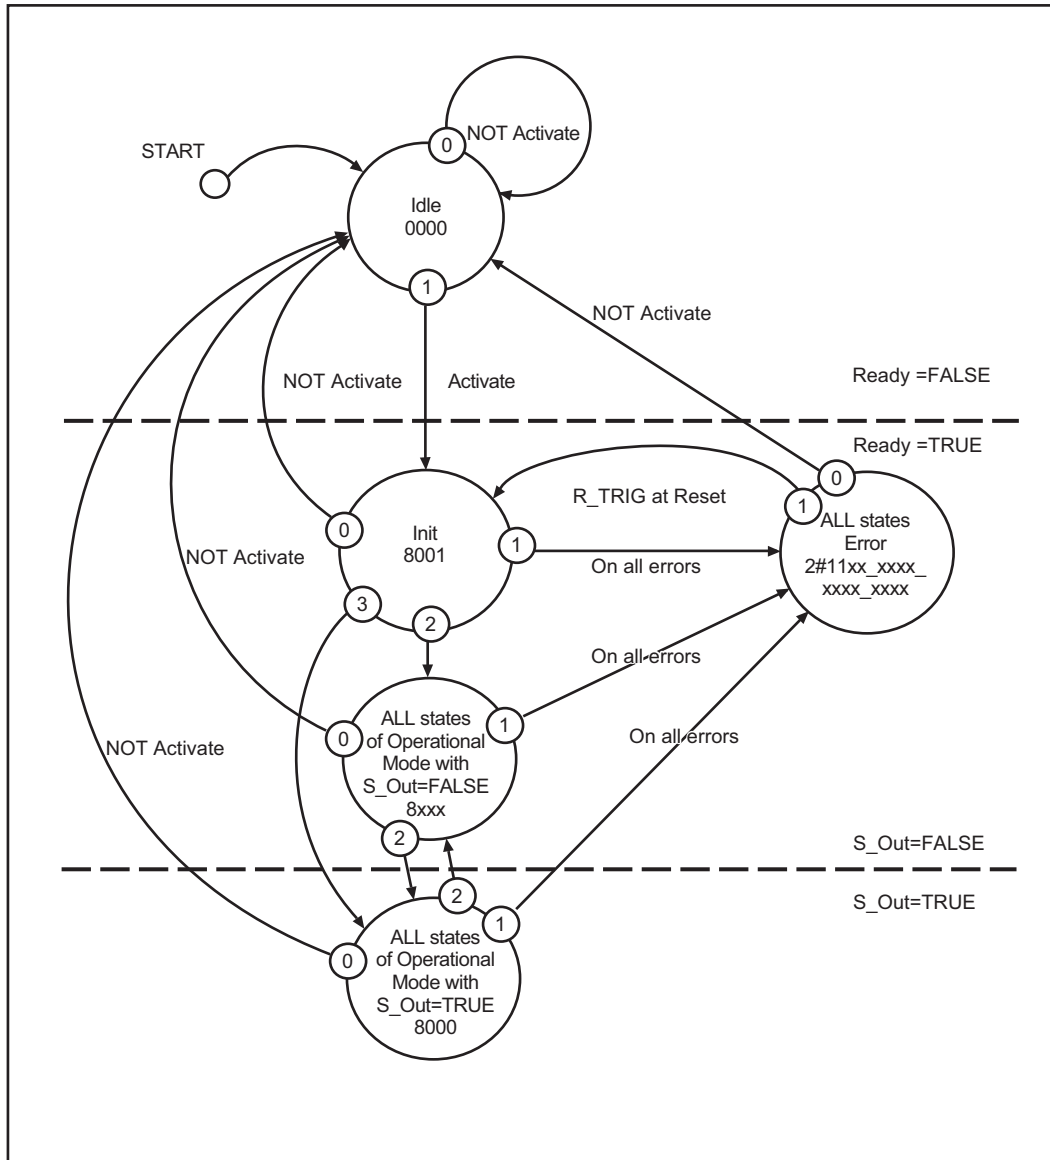 NOT Activate
0
START
Idle
0000
1
NOT Activate
NOT Activate
Activate
Ready =FALSE
Ready =TRUE
0
1
R_TRIG at Reset
ALL states
Error
2#11xx_xxxx_
xxxx_xxxx
0
Init
8001
1
On all errors
NOT Activate
3
2
On all errors
0
ALL states
of Operational
Mode with
S_Out=FALSE
8xxx
1
On all errors
NOT Activate
2
S_Out=FALSE
S_Out=TRUE
2
1
0
ALL states
of Operational
Mode with
S_Out=TRUE
8000